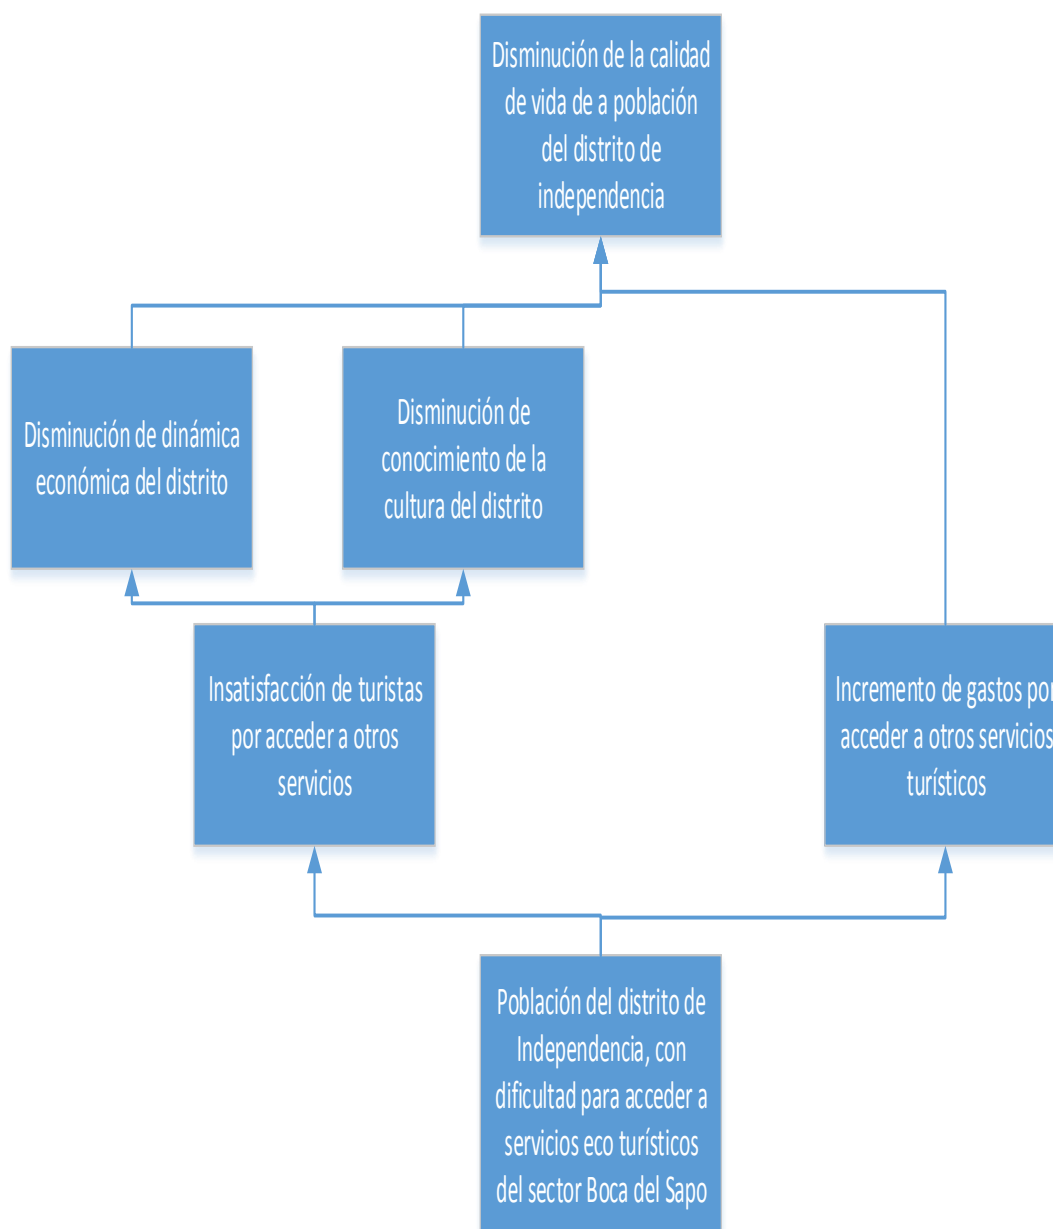 Disminución de la calidad
de vida de a población
del distrito de
independencia
Disminución de dinámica
económica del distrito
Disminución de
conocimiento de la
cultura del distrito
Insatisfacción de turistas
por acceder a otros
servicios
Incremento de gastos por
acceder a otros servicios
turísticos
Población del distrito de
Independencia, con
dificultad para acceder a
servicios eco turísticos
del sector Boca del Sapo